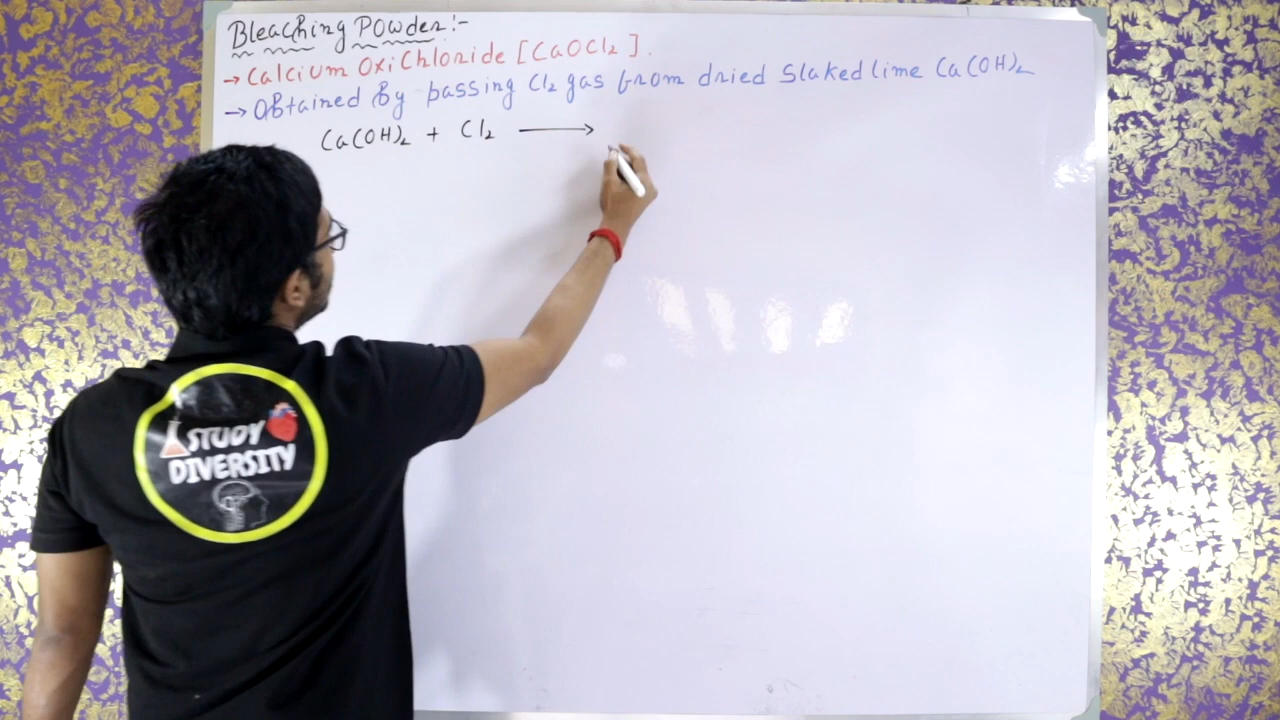 Bleaching Powder:-
→ Calcium OxiChloride [CaOCl₂].
→ Obtained By passing Cl₂ gas from dried Slaked lime Ca(OH)₂
Ca(OH)₂ + Cl₂ ⟶
STUDY
DIVERSITY